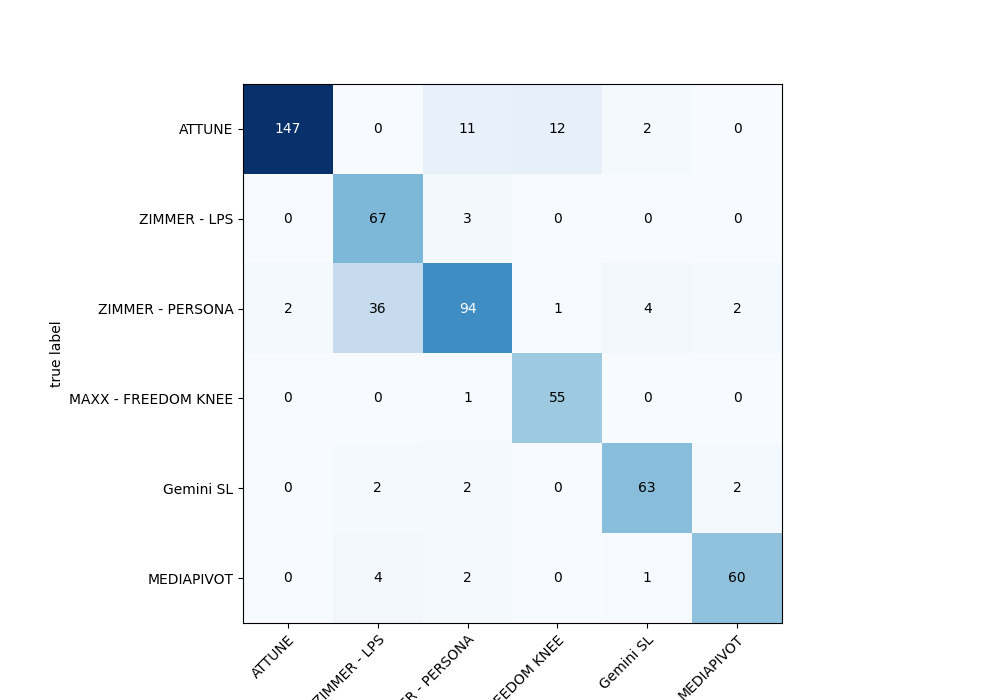 ATTUNE 147 0 11 12 2 0
ZIMMER - LPS 0 67 3 0 0 0
ZIMMER - PERSONA 2 36 94 1 4 2
MAXX - FREEDOM KNEE 0 0 1 55 0 0
Gemini SL 0 2 2 0 63 2
MEDIAPIVOT 0 4 2 0 1 60
true label
ATTUNE
ZIMMER - LPS
- PERSONA
KNEE
Gemini SL
MEDIAPIVOT